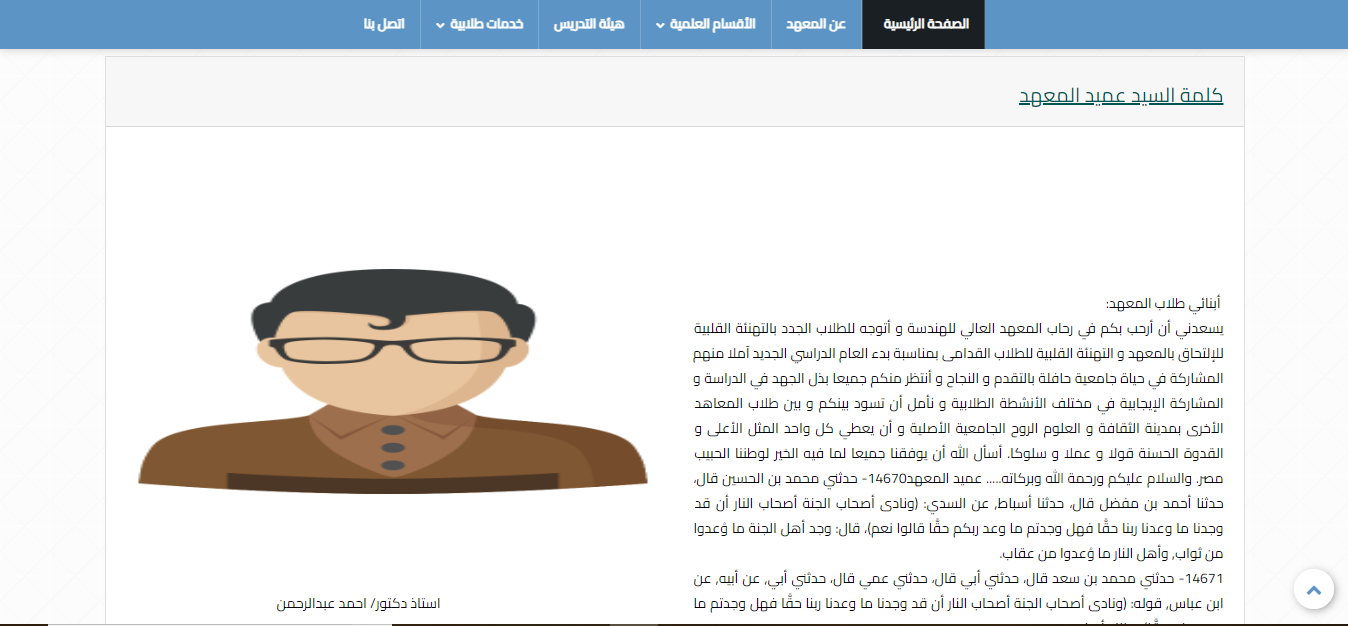 الصفحة الرئيسية
عن المعهد
الأقسام العلمية
هيئة التدريس
خدمات طلابية
اتصل بنا
كلمة السيد عميد المعهد
أبنائي طلاب المعهد:
يسعدني أن أرحب بكم في رحاب المعهد العالي للهندسة و أتوجه للطلاب الجدد بالتهنئة القلبية
للإلتحاق بالمعهد و التهنئة القلبية للطلاب القدامى بمناسبة بدء العام الدراسي الجديد آملا منهم
المشاركة في حياة جامعية حافلة بالتقدم و النجاح و أنتظر منكم جميعا بذل الجهد في الدراسة و
المشاركة الإيجابية في مختلف الأنشطة الطلابية و نأمل أن تسود بينكم و بين طلاب المعاهد
الأخرى بمدينة الثقافة و العلوم الروح الجامعية الأصلية و أن يعطي كل واحد المثل الأعلى و
القدوة الحسنة قولا و عملا و سلوكا. أسأل الله أن يوفقنا جميعا لما فيه الخير لوطننا الحبيب
مصر. والسلام عليكم ورحمة الله وبركاته..... عميد المعهد14670- حدثني محمد بن الحسين قال،
حدثنا أحمد بن مفضل قال، حدثنا أسباط, عن السدي: (ونادى أصحاب الجنة أصحاب النار أن قد
وجدنا ما وعدنا ربنا حقًّا فهل وجدتم ما وعد ربكم حقًّا قالوا نعم)، قال: وجد أهل الجنة ما وُعدوا
من ثواب, وأهل النار ما وُعدوا من عقاب.
14671- حدثني محمد بن سعد قال، حدثني أبي قال، حدثني عمي قال، حدثني أبي, عن أبيه, عن
ابن عباس, قوله: (ونادى أصحاب الجنة أصحاب النار أن قد وجدنا ما وعدنا ربنا حقًّا فهل وجدتم ما
استاذ دكتور/ احمد عبدالرحمن